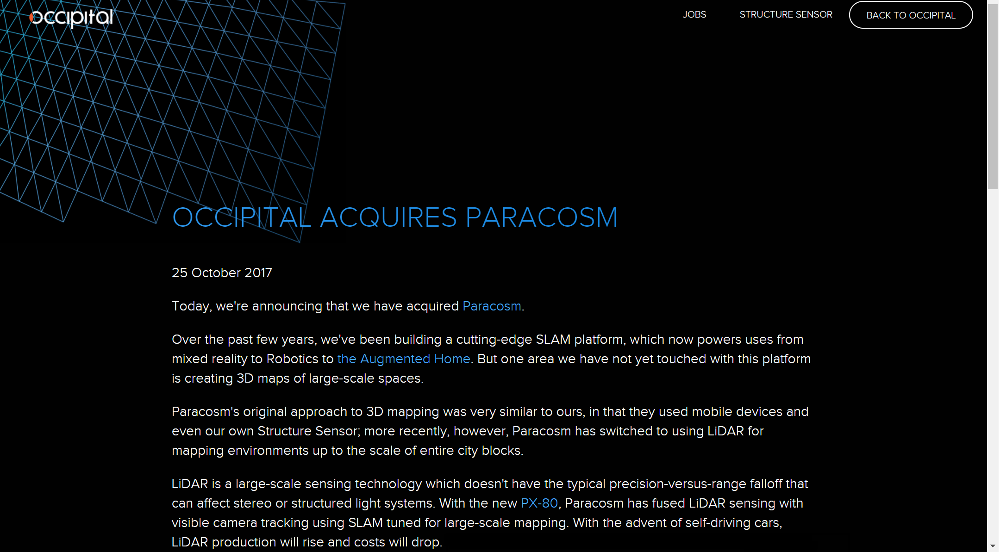 occipital
JOBS
STRUCTURE SENSOR
BACK TO OCCIPITAL
OCCIPITAL ACQUIRES PARACOSM
25 October 2017
Today, we're announcing that we have acquired Paracosm.
Over the past few years, we've been building a cutting-edge SLAM platform, which now powers uses from
mixed reality to Robotics to the Augmented Home. But one area we have not yet touched with this platform
is creating 3D maps of large-scale spaces.
Paracosm's original approach to 3D mapping was very similar to ours, in that they used mobile devices and
even our own Structure Sensor; more recently, however, Paracosm has switched to using LiDAR for
mapping environments up to the scale of entire city blocks.
LiDAR is a large-scale sensing technology which doesn't have the typical precision-versus-range falloff that
can affect stereo or structured light systems. With the new PX-80, Paracosm has fused LiDAR sensing with
visible camera tracking using SLAM tuned for large-scale mapping. With the advent of self-driving cars,
LiDAR production will rise and costs will drop.